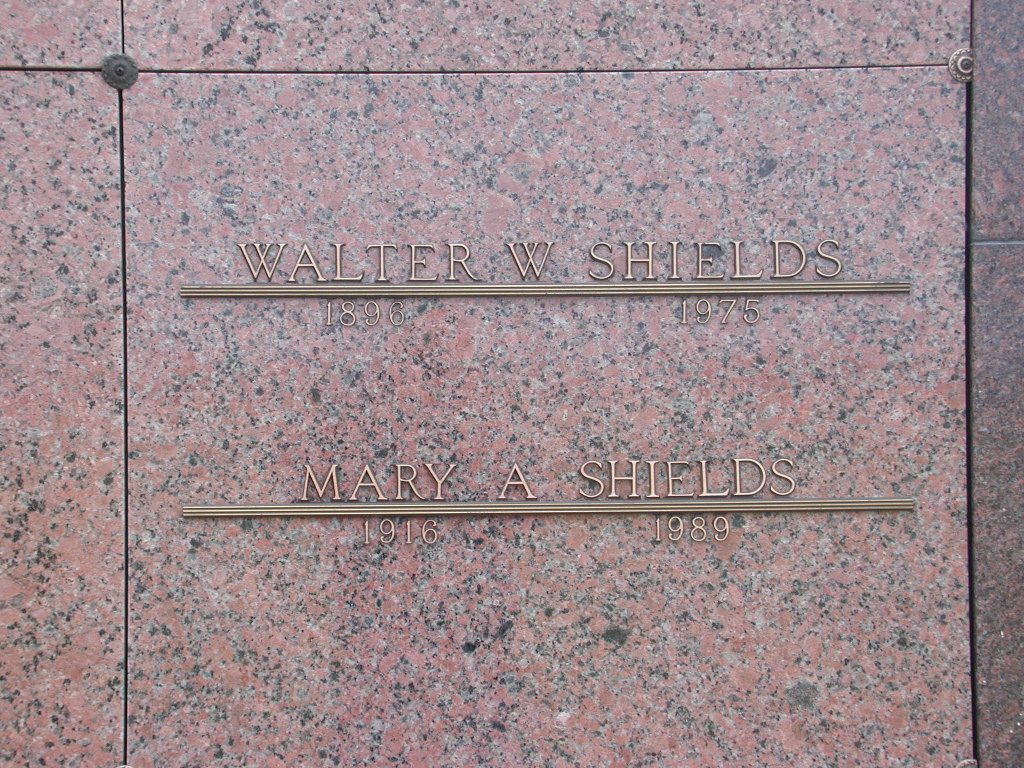 WALTER W SHIELDS
1896 1975
MARY A SHIELDS
1916 1989